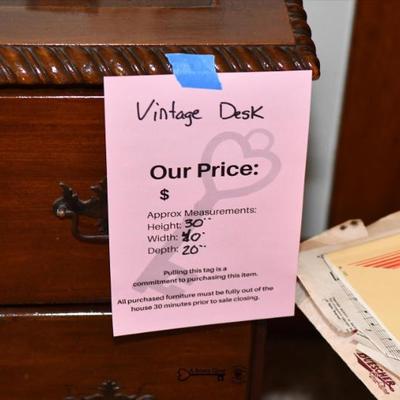 Vintage Desk
Our Price:
$
Approx Measurements:
Height: 30"
Width: 40"
Depth: 20"
Pulling this tag is a
commitment to purchasing this item.
All purchased furniture must be fully out of the
house 30 minutes prior to sale closing.